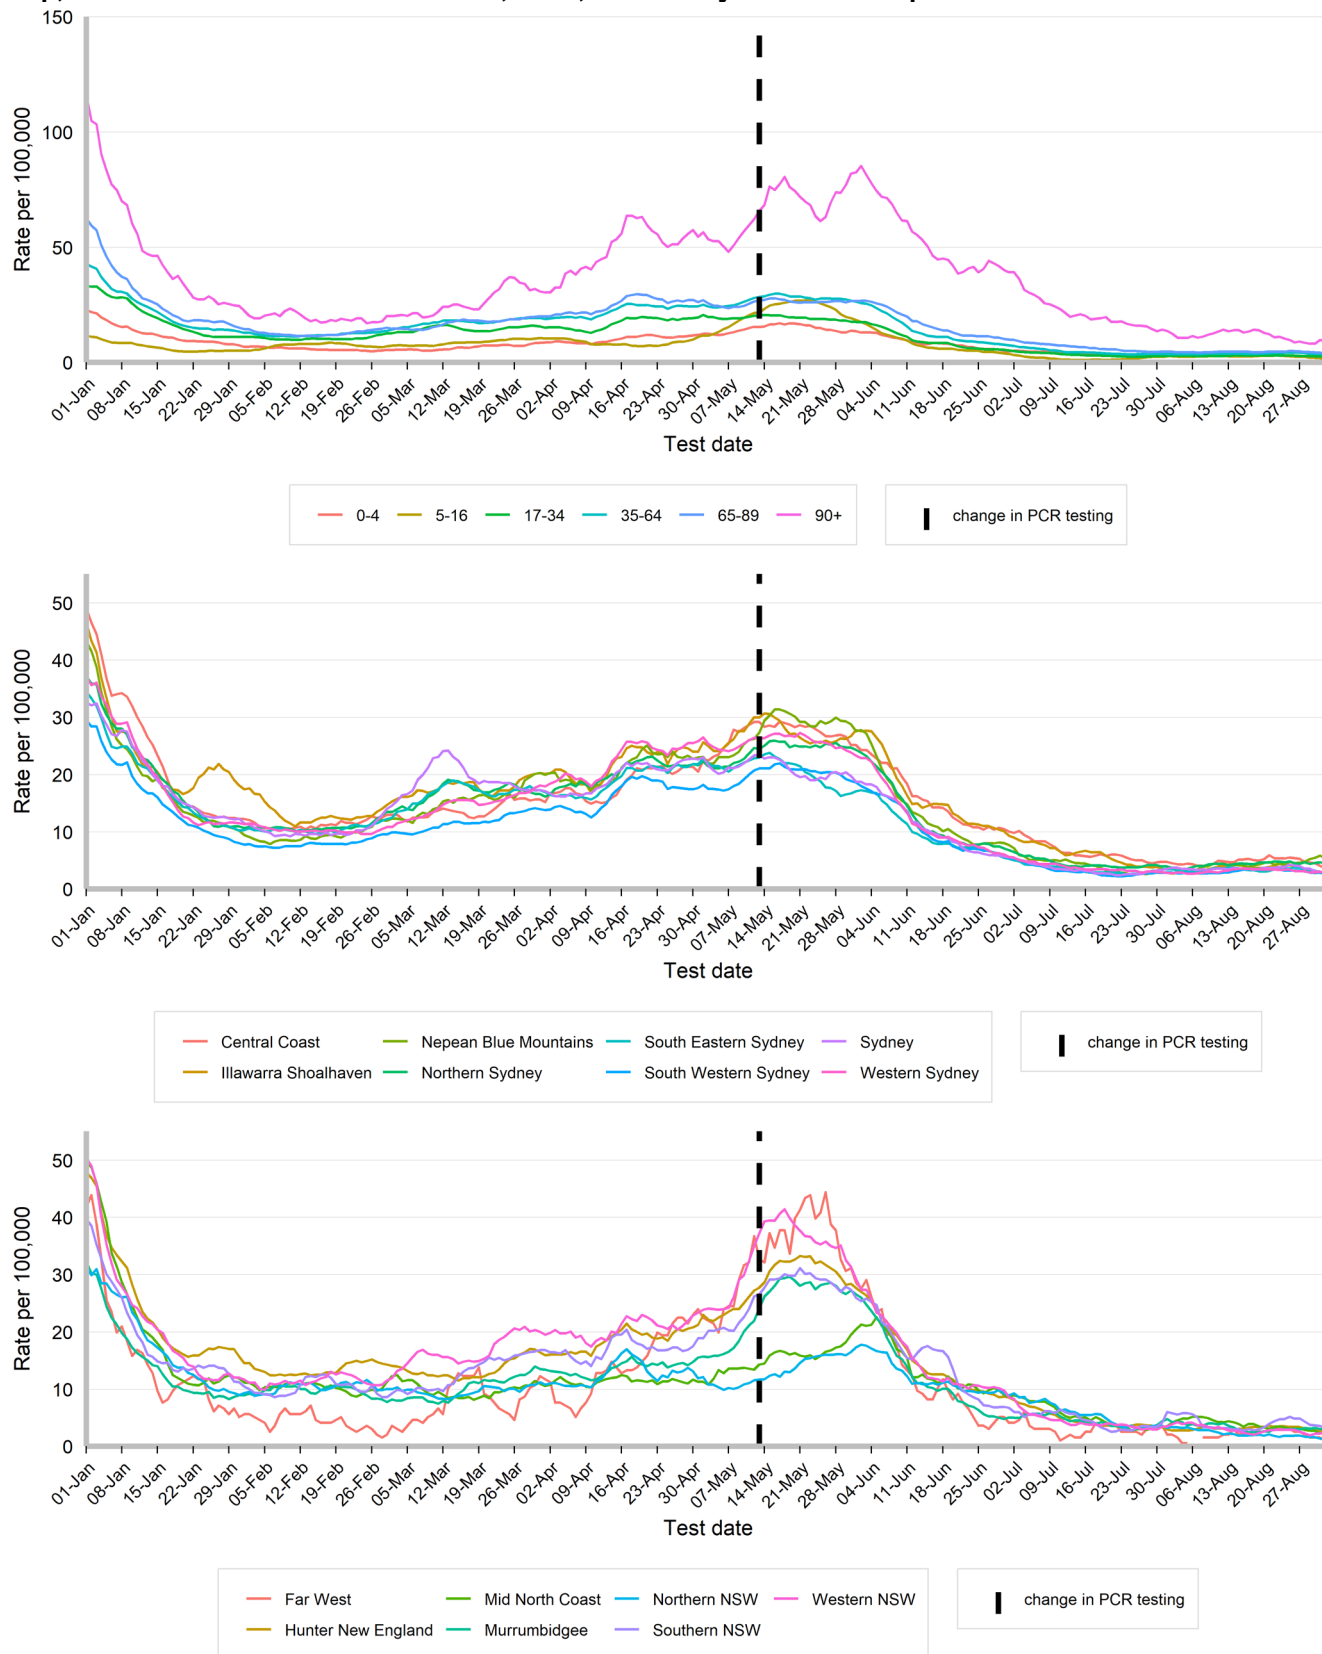 150
100
50
0
Rate per 100,000
01-Jan 08-Jan 15-Jan 22-Jan 29-Jan 05-Feb 12-Feb 19-Feb 26-Feb 05-Mar 12-Mar 19-Mar 26-Mar 02-Apr 09-Apr 16-Apr 23-Apr 30-Apr 07-May 14-May 21-May 28-May 04-Jun 11-Jun 18-Jun 25-Jun 02-Jul 09-Jul 16-Jul 23-Jul 30-Jul 06-Aug 13-Aug 20-Aug 27-Aug
Test date
0-4 5-16 17-34 35-64 65-89 90+ change in PCR testing
50
40
30
20
10
0
Rate per 100,000
01-Jan 08-Jan 15-Jan 22-Jan 29-Jan 05-Feb 12-Feb 19-Feb 26-Feb 05-Mar 12-Mar 19-Mar 26-Mar 02-Apr 09-Apr 16-Apr 23-Apr 30-Apr 07-May 14-May 21-May 28-May 04-Jun 11-Jun 18-Jun 25-Jun 02-Jul 09-Jul 16-Jul 23-Jul 30-Jul 06-Aug 13-Aug 20-Aug 27-Aug
Test date
Central Coast Nepean Blue Mountains South Eastern Sydney Sydney change in PCR testing
Illawarra Shoalhaven Northern Sydney South Western Sydney Western Sydney
50
40
30
20
10
0
Rate per 100,000
01-Jan 08-Jan 15-Jan 22-Jan 29-Jan 05-Feb 12-Feb 19-Feb 26-Feb 05-Mar 12-Mar 19-Mar 26-Mar 02-Apr 09-Apr 16-Apr 23-Apr 30-Apr 07-May 14-May 21-May 28-May 04-Jun 11-Jun 18-Jun 25-Jun 02-Jul 09-Jul 16-Jul 23-Jul 30-Jul 06-Aug 13-Aug 20-Aug 27-Aug
Test date
Far West Mid North Coast Northern NSW Western NSW change in PCR testing
Hunter New England Murrumbidgee Southern NSW